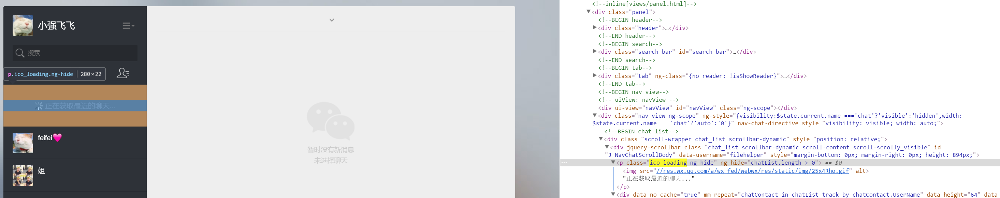 小强飞飞
搜索
p.ico_loading.ng-hide | 280×22
正在获取最近的聊天...
feifei
姐
暂时没有新消息
未选择聊天
<!--inline[views/panel.html]-->
▼<div class="panel">
<!--BEGIN header-->
▶<div class="header">…</div>
<!--END header-->
<!--BEGIN search-->
▶<div class="search_bar" id="search_bar">…</div>
<!--END search-->
<!--BEGIN tab-->
▶<div class="tab" ng-class="{no_reader: !isShowReader}">…</div>
<!--END tab-->
<!--BEGIN nav view-->
<!-- uiView: navView -->
<div ui-view="navView" id="navView" class="ng-scope"></div>
▼<div class="nav_view ng-scope" ng-style="{visibility:$state.current.name ==='chat'?'visible':'hidden',width:
$state.current.name ==='chat'?'auto':'0'}" nav-chat-directive style="visibility: visible; width: auto;">
<!--BEGIN chat list-->
▼<div class="scroll-wrapper chat_list scrollbar-dynamic" style="position: relative;">
▼<div jquery-scrollbar class="chat_list scrollbar-dynamic scroll-content scroll-scrolly_visible" id=
"J_NavChatScrollBody" data-username="filehelper" style="margin-bottom: 0px; margin-right: 0px; height: 894px;">
… ▼<p class="ico_loading ng-hide" ng-hide="chatList.length > 0"> == $0
<img src="//res.wx.qq.com/a/wx_fed/webwx/res/static/img/25x4Rho.gif" alt>
"正在获取最近的聊天..."
</p>
▼<div data-no-cache="true" mm-repeat="chatContact in chatList track by chatContact.UserName" data-height="64" data-